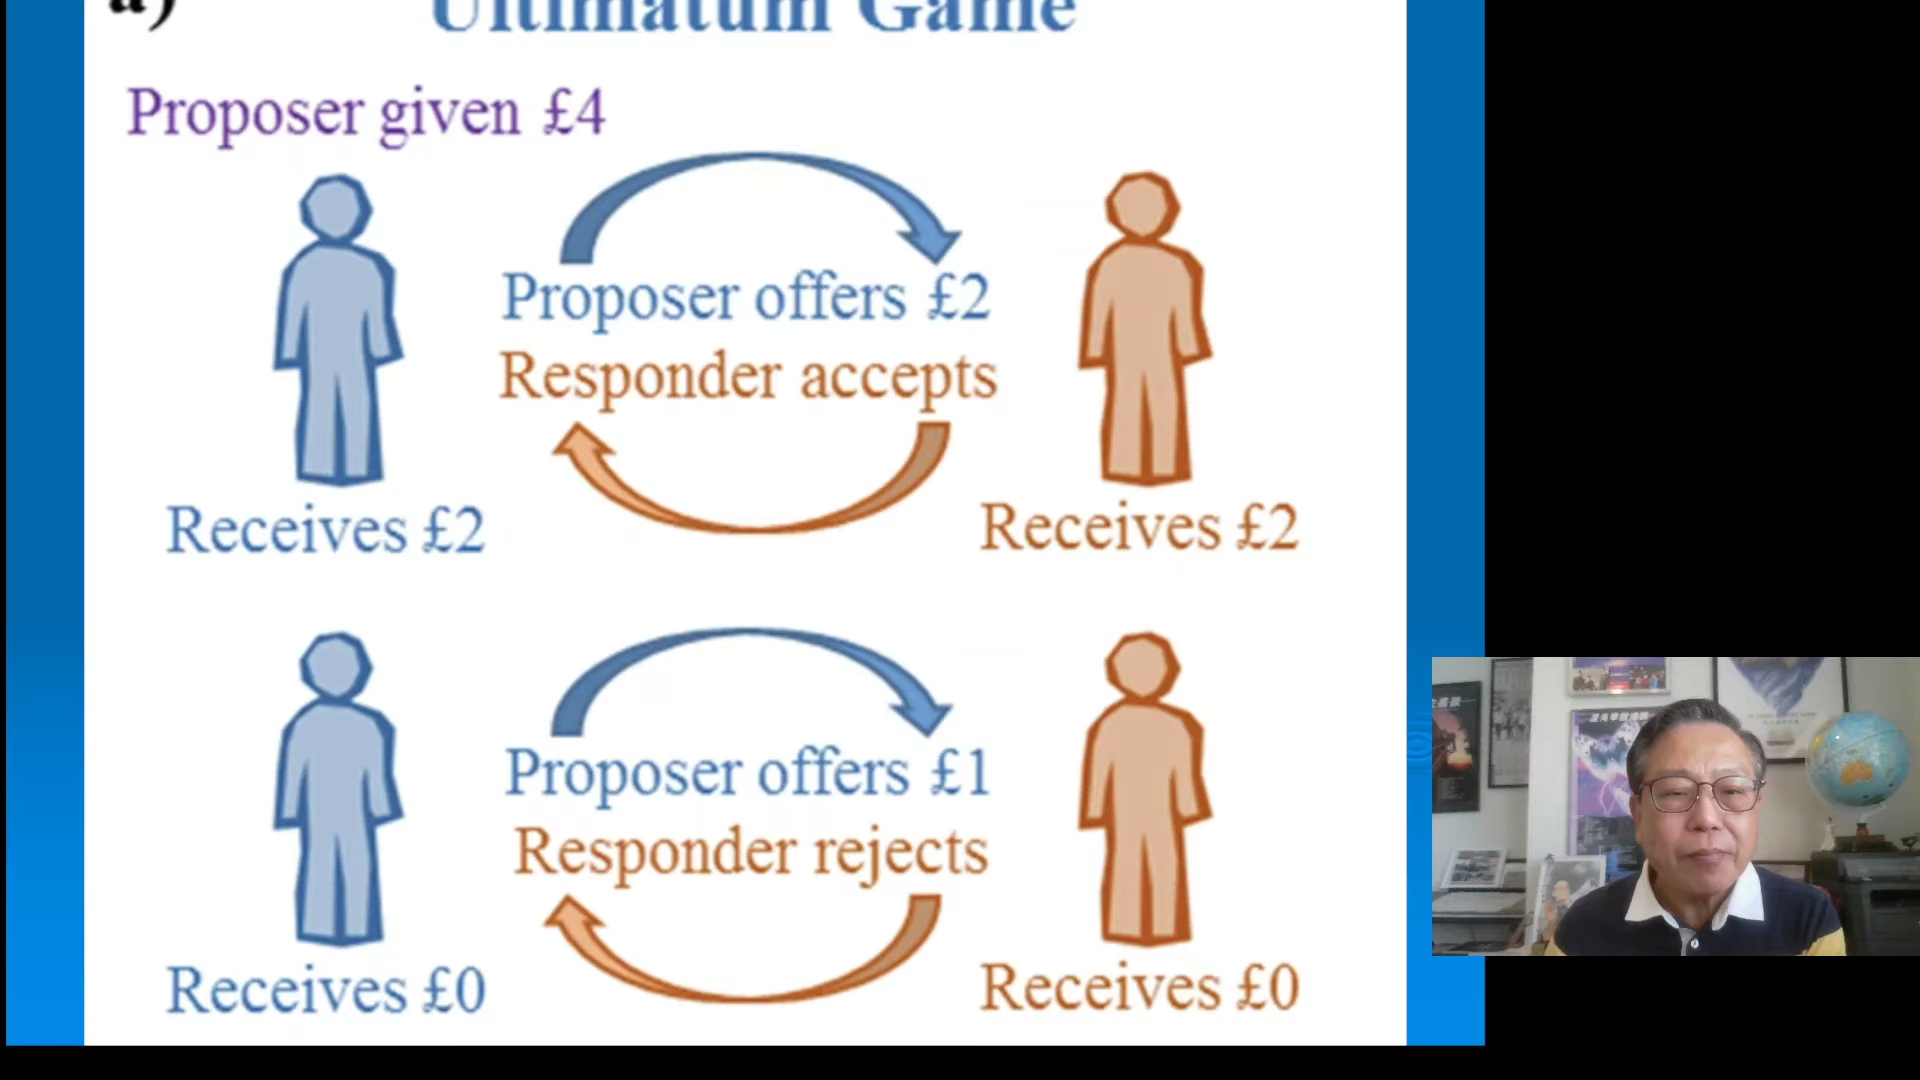 a)
Ultimatum Game
Proposer given £4
Proposer offers £2
Responder accepts
Receives £2
Receives £2
Proposer offers £1
Responder rejects
Receives £0
Receives £0